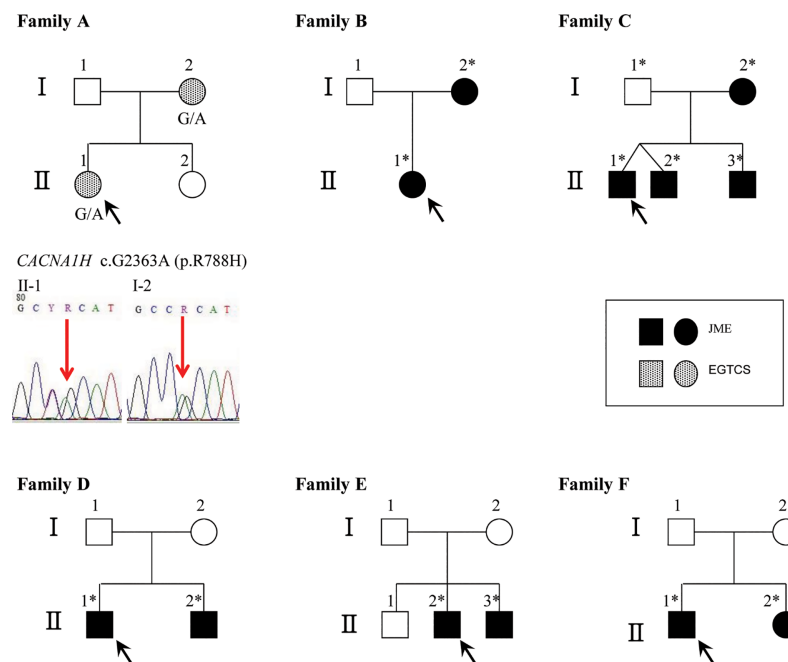 Family A
Family B
Family C
I
1
2
G/A
1
2*
I
1*
2*
I
II
1
2
G/A
II
1*
II
1*
2*
3*
CACNA1H c.G2363A (p.R788H)
II-1
I-2
80
G C Y R C A T
G C C R C A T
JME
EGTCS
Family D
Family E
Family F
I
1
2
I
1
2
I
1
2
II
1*
2*
II
1
2*
3*
II
1*
2*